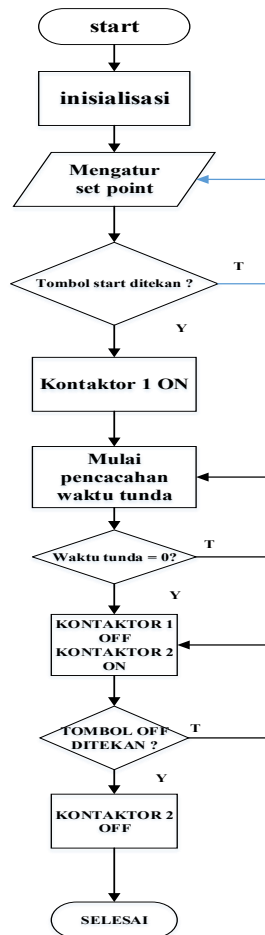 start
inisialisasi
Mengatur
set point
Tombol start ditekan ?
T
Y
Kontaktor 1 ON
Mulai
pencacahan
waktu tunda
Waktu tunda = 0?
T
Y
KONTAKTOR 1
OFF
KONTAKTOR 2
ON
TOMBOL OFF
DITEKAN ?
T
Y
KONTAKTOR 2
OFF
SELESAI